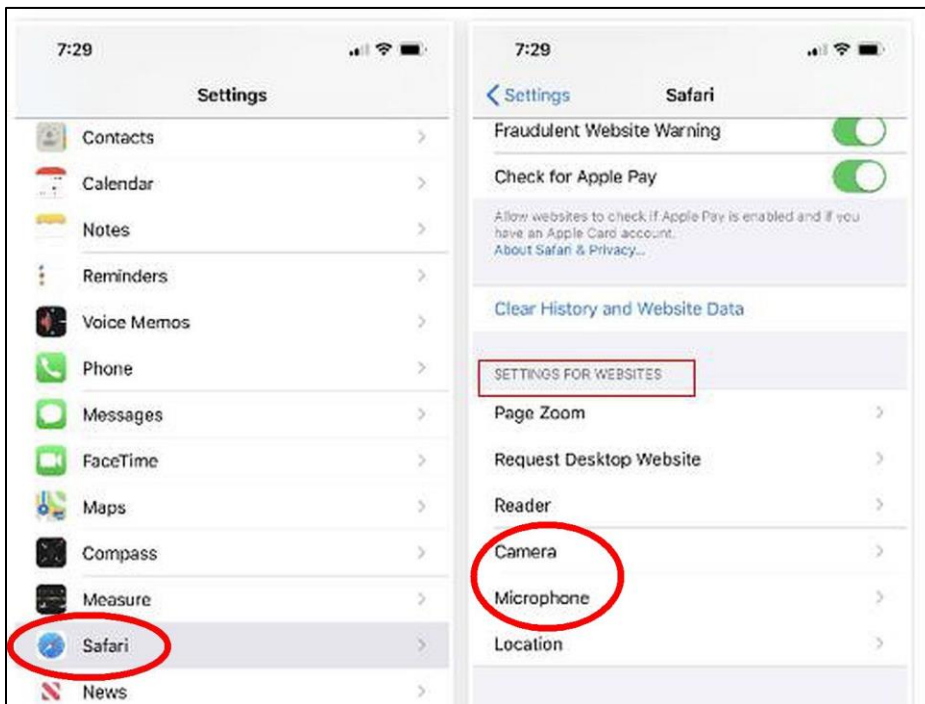 7:29
Settings
Contacts
Calendar
Notes
Reminders
Voice Memos
Phone
Messages
FaceTime
Maps
Compass
Measure
Safari
News
7:29
Settings Safari
Fraudulent Website Warning
Check for Apple Pay
Allow websites to check if Apple Pay is enabled and if you
have an Apple Card account.
About Safari & Privacy...
Clear History and Website Data
SETTINGS FOR WEBSITES
Page Zoom
Request Desktop Website
Reader
Camera
Microphone
Location